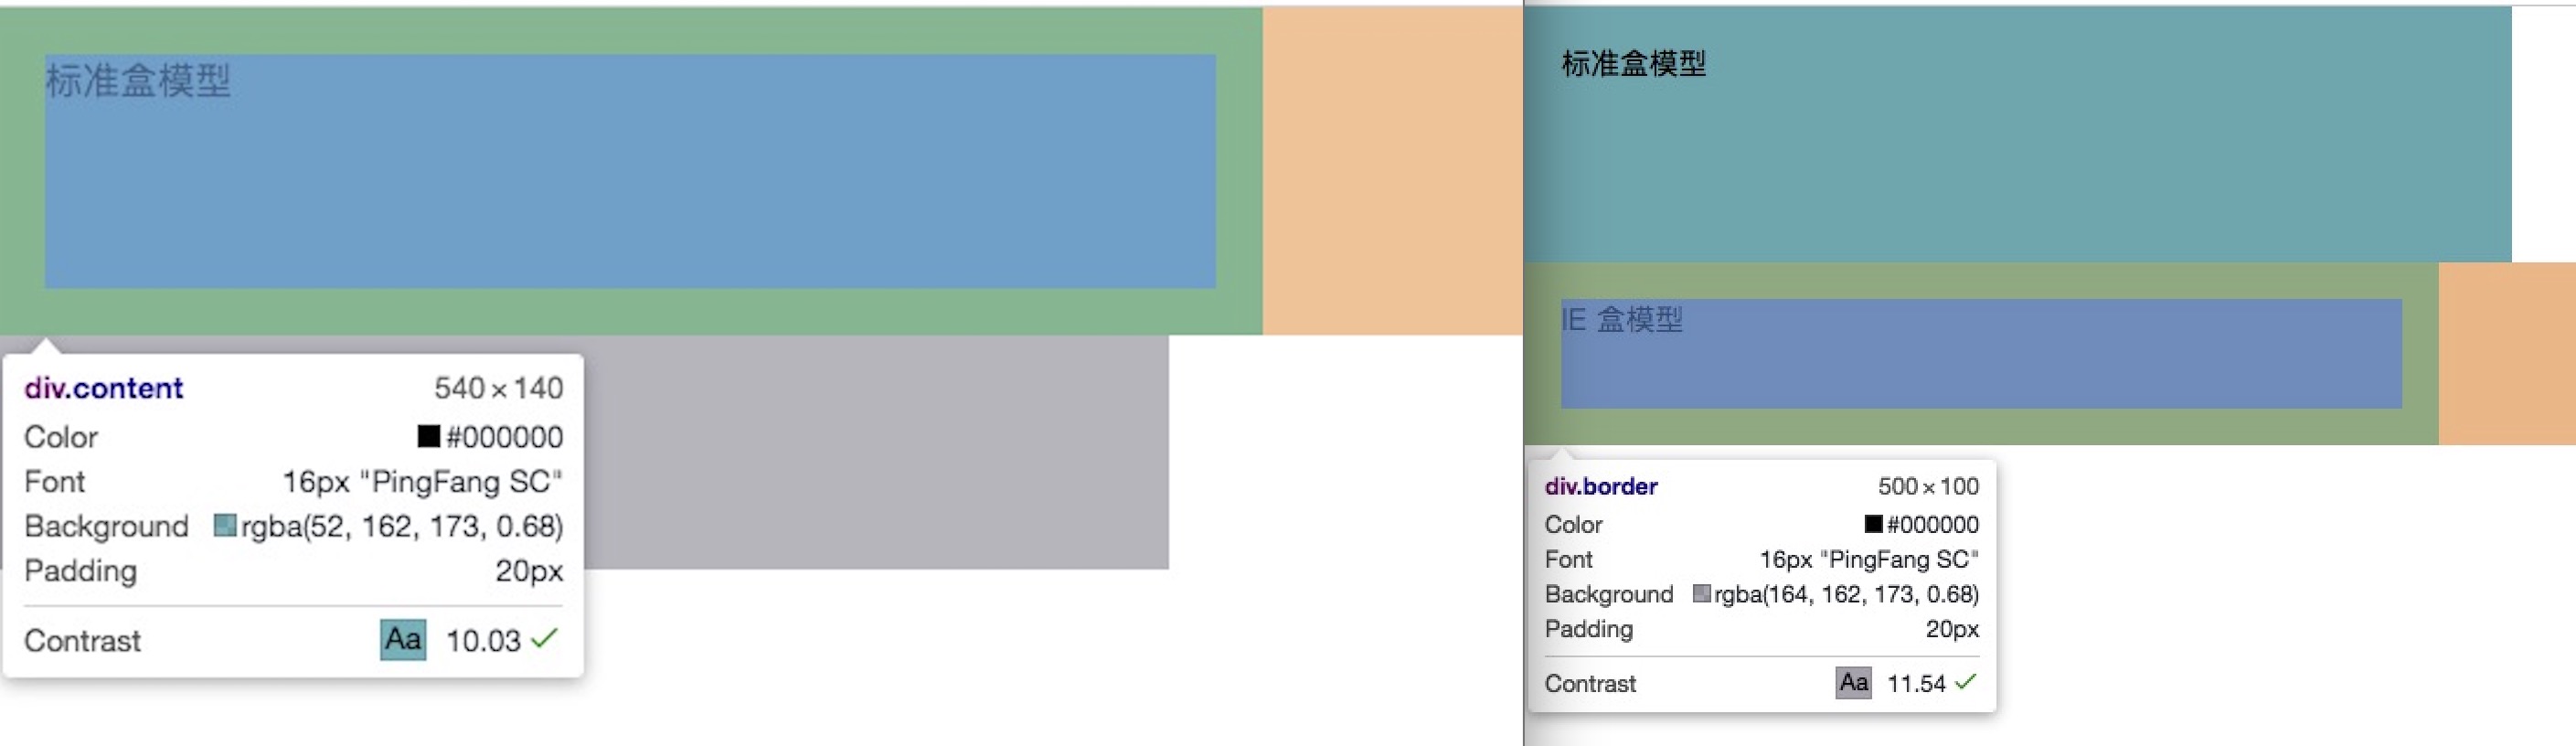 标准盒模型
div.content 540 × 140
Color #000000
Font 16px "PingFang SC"
Background rgba(52, 162, 173, 0.68)
Padding 20px
Contrast Aa 10.03
标准盒模型
IE 盒模型
div.border 500 × 100
Color #000000
Font 16px "PingFang SC"
Background rgba(164, 162, 173, 0.68)
Padding 20px
Contrast Aa 11.54